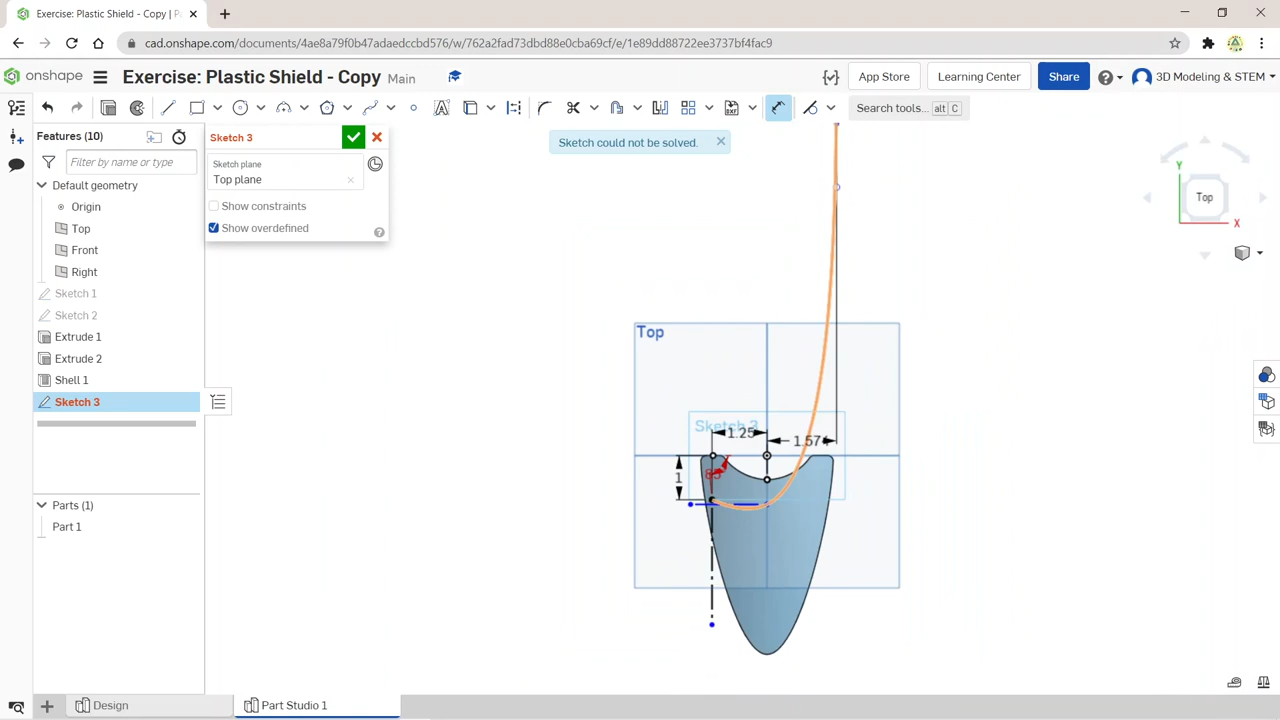 Exercise: Plastic Shield - Copy | P
cad.onshape.com/documents/4ae8a79f0b47adaedccbd576/w/762a2fad73dbd88e0cba69cf/e/1e89dd88722ee3737bf4fac9
onshape
Exercise: Plastic Shield - Copy Main
App Store
Learning Center
Share
3D Modeling & STEM
Search tools... alt C
Features (10)
Filter by name or type
Default geometry
Origin
Top
Front
Right
Sketch 1
Sketch 2
Extrude 1
Extrude 2
Shell 1
Sketch 3
Parts (1)
Part 1
Sketch 3
Sketch plane
Top plane
Show constraints
Show overdefined
Sketch could not be solved.
Y
Top
X
Top
Sketch 3
1.25
1.571
1
Design
Part Studio 1